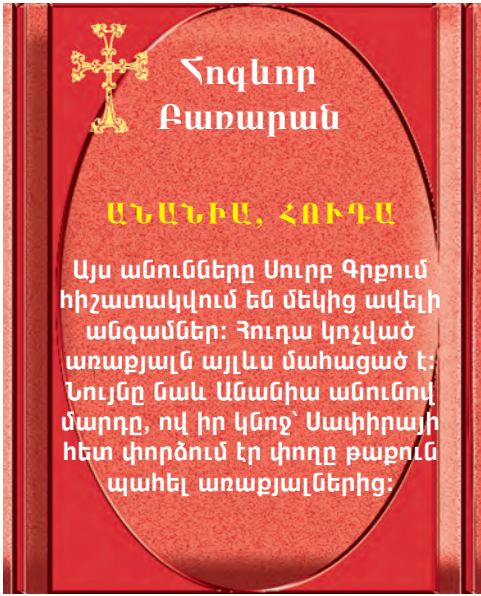 Հոգևոր
Բառարան
ԱՆԱՆԻԱ, ՀՈՒԴԱ
Այս անունները Սուրբ Գրքում
հիշատակվում են մեկից ավելի
անգամներ: Հուդա կոչված
առաքյալն այլևս մահացած է:
Նույնը նաև Անանիա անունով
մարդը, ով իր կնոջ՝ Սափիրայի
հետ փորձում էր փողը թաքուն
պահել առաքյալներից: